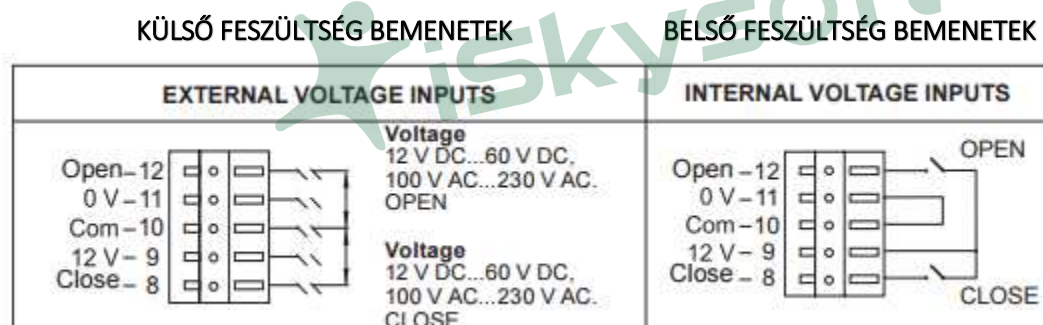 KÜLSŐ FESZÜLTSÉG BEMENETEK
BELSŐ FESZÜLTSÉG BEMENETEK
iskysoft
EXTERNAL VOLTAGE INPUTS
Open – 12
0 V – 11
Com – 10
12 V – 9
Close – 8
Voltage
12 V DC...60 V DC,
100 V AC...230 V AC.
OPEN
Voltage
12 V DC...60 V DC,
100 V AC...230 V AC.
CLOSE
INTERNAL VOLTAGE INPUTS
Open – 12
0 V – 11
Com – 10
12 V – 9
Close – 8
OPEN
CLOSE